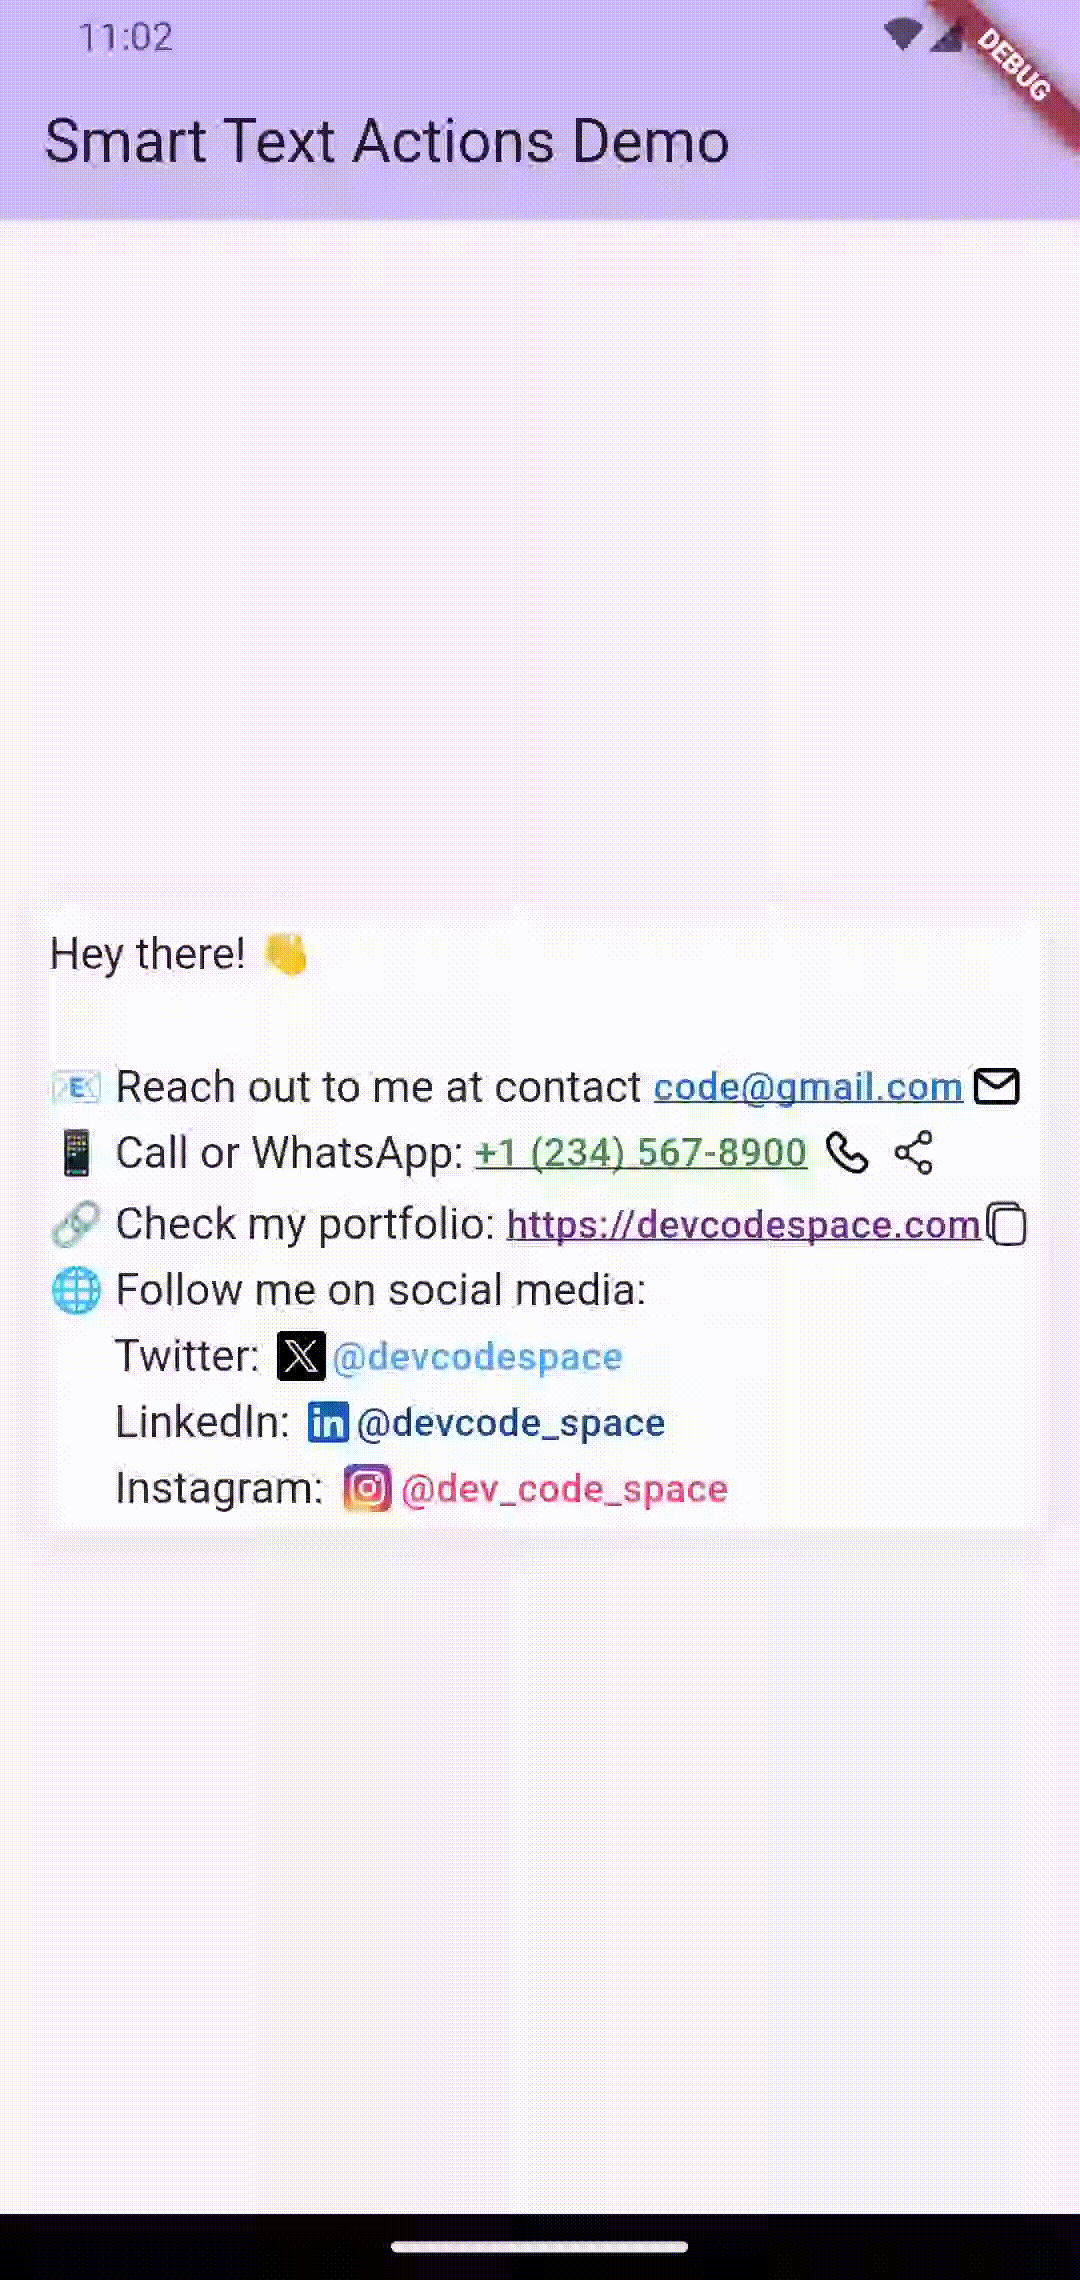 11:02
DEBUG
Smart Text Actions Demo
Hey there! 👋
📧 Reach out to me at contact code@gmail.com
📱 Call or WhatsApp: +1 (234) 567-8900
🔗 Check my portfolio: https://devcodespace.com
🌐 Follow me on social media:
Twitter: @devcodespace
LinkedIn: @devcode_space
Instagram: @dev_code_space